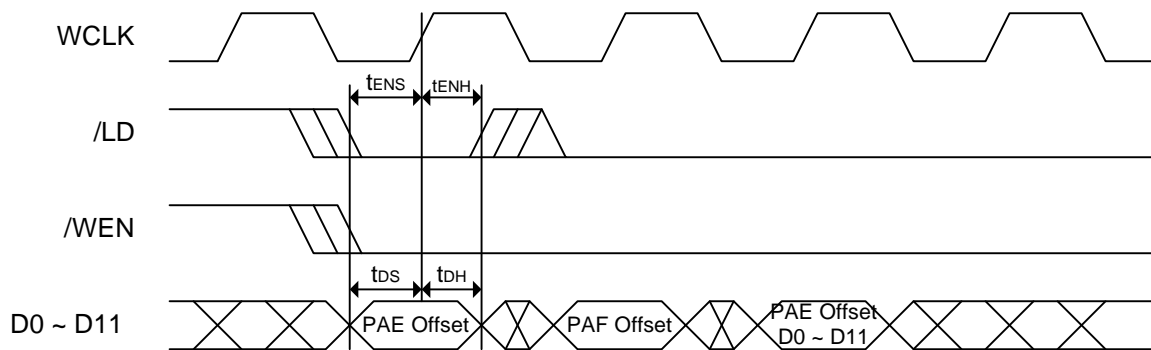 WCLK
tENS
tENH
/LD
/WEN
tDS
tDH
D0 ~ D11
PAE Offset
PAF Offset
PAE Offset
D0 ~ D11